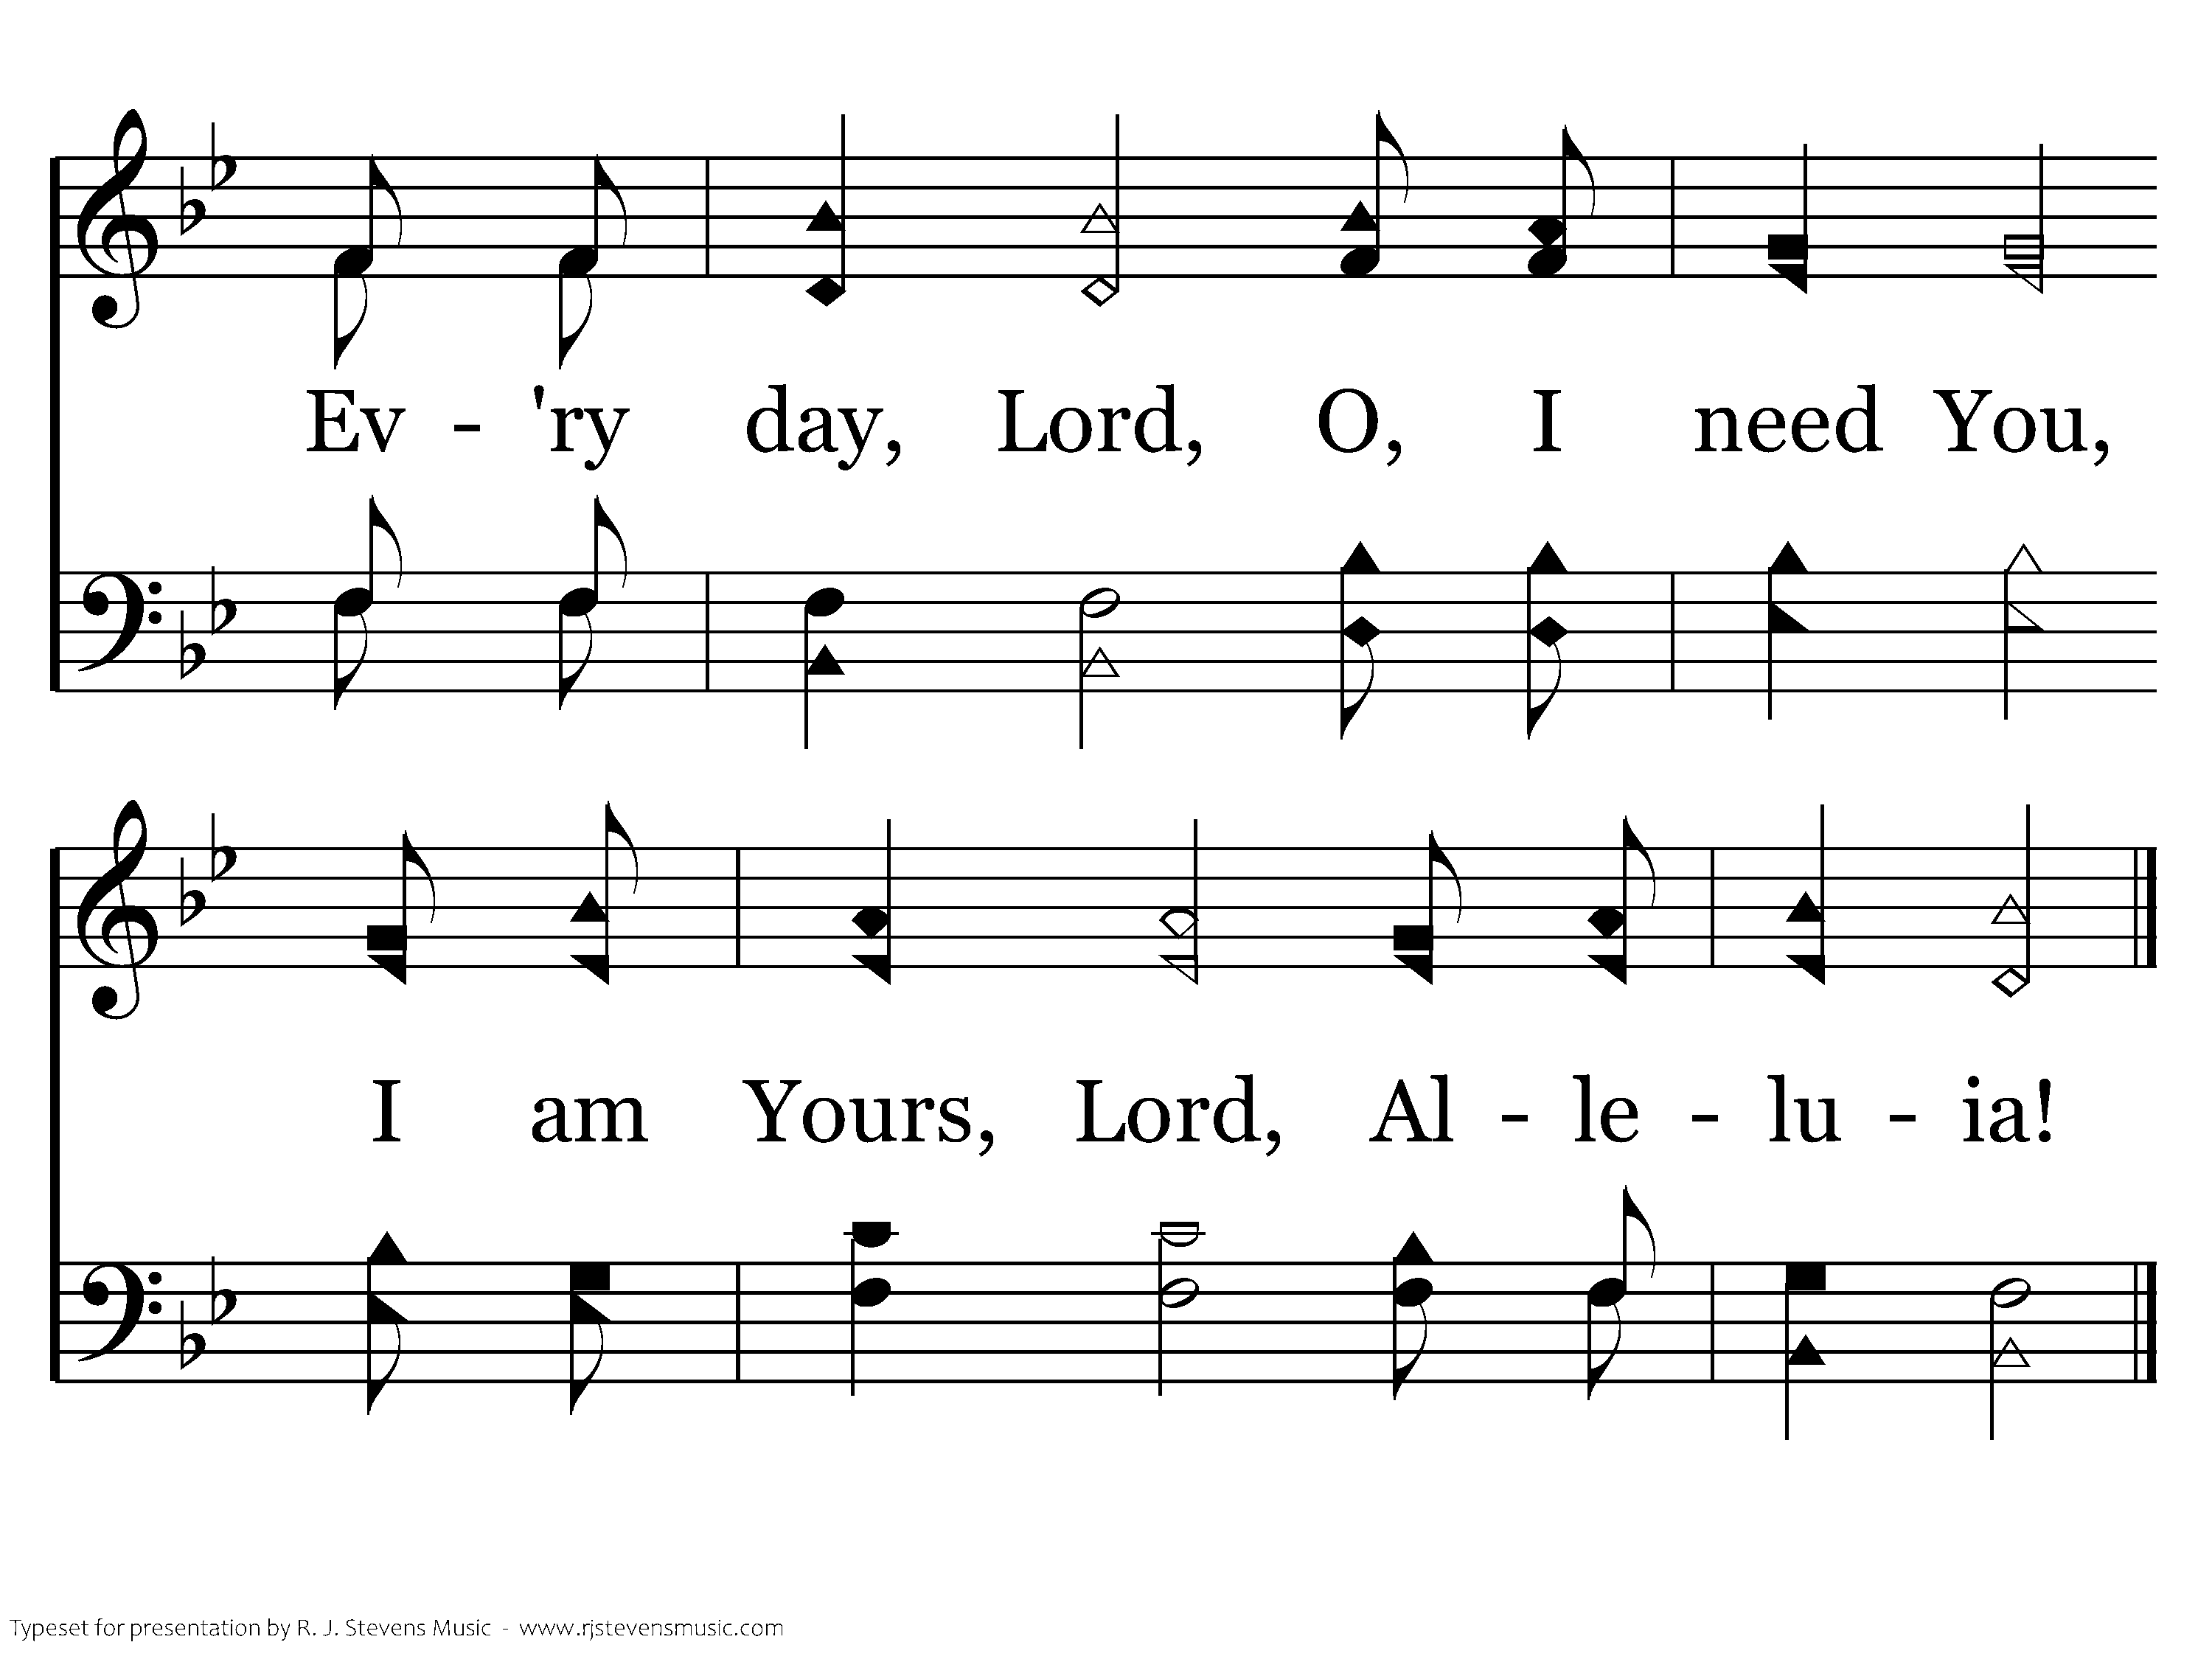 Ev - 'ry day, Lord, O, I need You,
I am Yours, Lord, Al - le - lu - ia!
Typeset for presentation by R. J. Stevens Music - www.rjstevensmusic.com